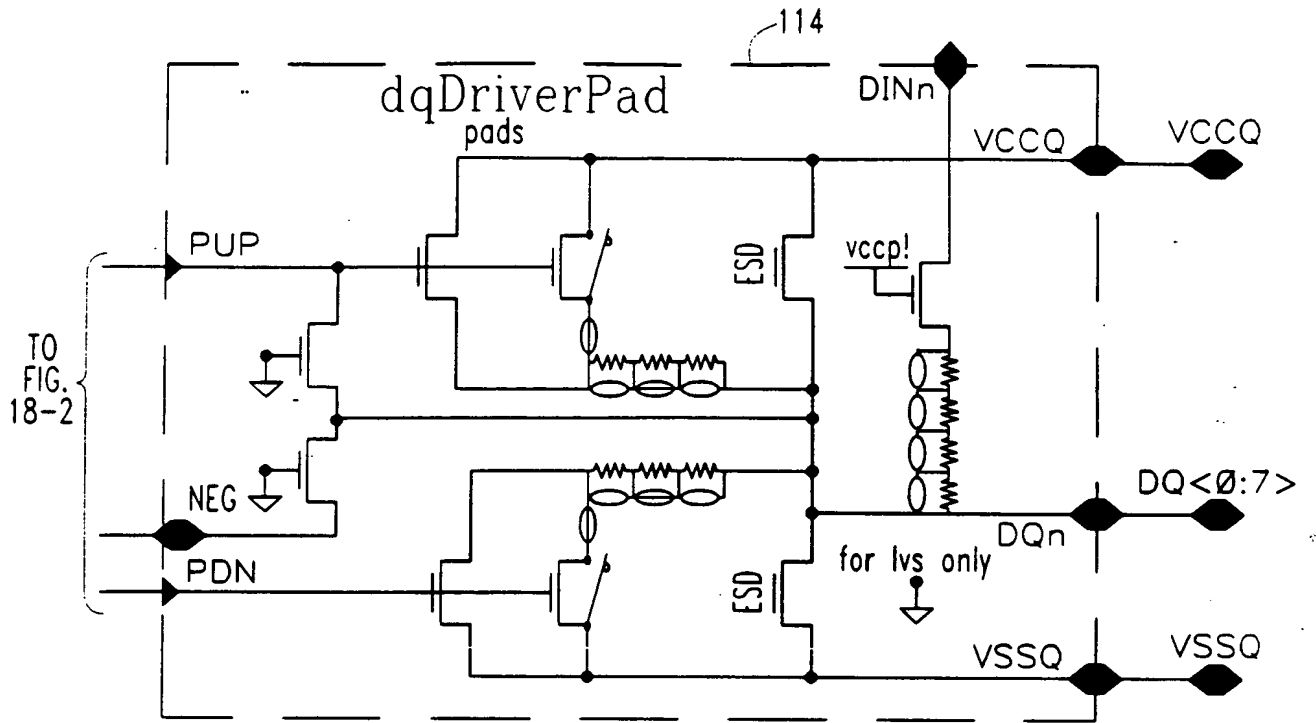 114
dqDriverPad
pads
DINn
VCCQ
VCCQ
PUP
ESD
vccp!
TO
FIG.
18-2
NEG
DQ<Ø:7>
DQn
PDN
ESD
for lvs only
VSSQ
VSSQ